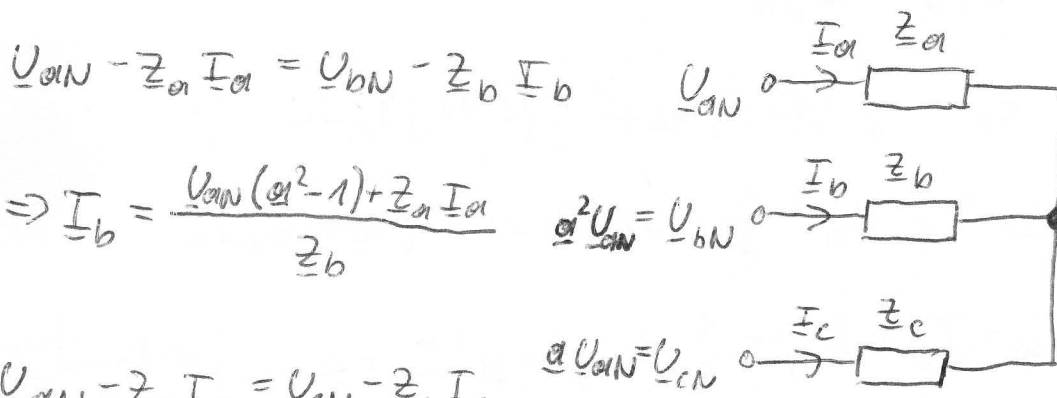 U_aN - Z_a I_a = U_bN - Z_b I_b
⇒ I_b = (U_aN (a² - 1) + Z_a I_a) / Z_b
U_aN - Z I = U - Z I
I_a Z_a
U_aN
I_b Z_b
a² U_aN = U_bN
I_c Z_c
a U_aN = U_cN